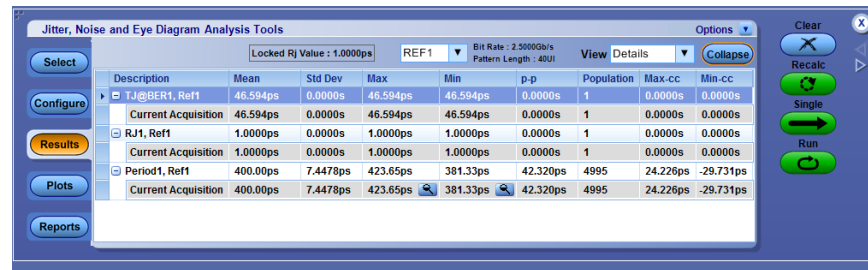 Jitter, Noise and Eye Diagram Analysis Tools
Options
Clear
X
Select
Locked Rj Value : 1.0000ps
REF1
Bit Rate : 2.5000Gb/s
Pattern Length : 40UI
View Details
Collapse
Recalc
Description Mean Std Dev Max Min p-p Population Max-cc Min-cc
TJ@BER1, Ref1 46.594ps 0.0000s 46.594ps 46.594ps 0.0000s 1 0.0000s 0.0000s
Configure
Current Acquisition 46.594ps 0.0000s 46.594ps 46.594ps 0.0000s 1 0.0000s 0.0000s
Single
RJ1, Ref1 1.0000ps 0.0000s 1.0000ps 1.0000ps 0.0000s 1 0.0000s 0.0000s
Results
Current Acquisition 1.0000ps 0.0000s 1.0000ps 1.0000ps 0.0000s 1 0.0000s 0.0000s
Run
Period1, Ref1 400.00ps 7.4478ps 423.65ps 381.33ps 42.320ps 4995 24.226ps -29.731ps
Plots
Current Acquisition 400.00ps 7.4478ps 423.65ps 381.33ps 42.320ps 4995 24.226ps -29.731ps
Reports